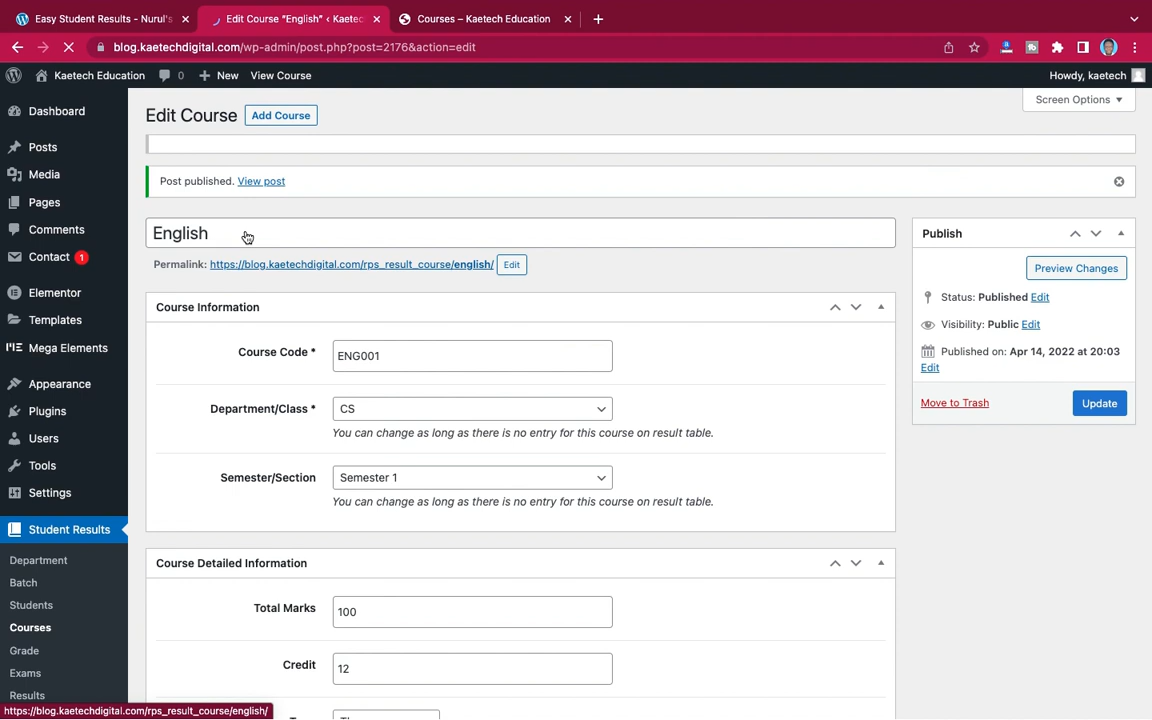 Easy Student Results - Nurul's
Edit Course "English" ‹ Kaetec
Courses – Kaetech Education
blog.kaetechdigital.com/wp-admin/post.php?post=2176&action=edit
Kaetech Education
0
New
View Course
Howdy, kaetech
Screen Options
Dashboard
Posts
Media
Pages
Comments
Contact 1
Elementor
Templates
Mega Elements
Appearance
Plugins
Users
Tools
Settings
Student Results
Department
Batch
Students
Courses
Grade
Exams
Results
Edit Course
Add Course
Post published. View post
English
Permalink: https://blog.kaetechdigital.com/rps_result_course/english/ Edit
Course Information
Course Code * ENG001
Department/Class * CS
You can change as long as there is no entry for this course on result table.
Semester/Section Semester 1
You can change as long as there is no entry for this course on result table.
Course Detailed Information
Total Marks 100
Credit 12
Publish
Preview Changes
Status: Published Edit
Visibility: Public Edit
Published on: Apr 14, 2022 at 20:03
Edit
Move to Trash
Update
https://blog.kaetechdigital.com/rps_result_course/english/